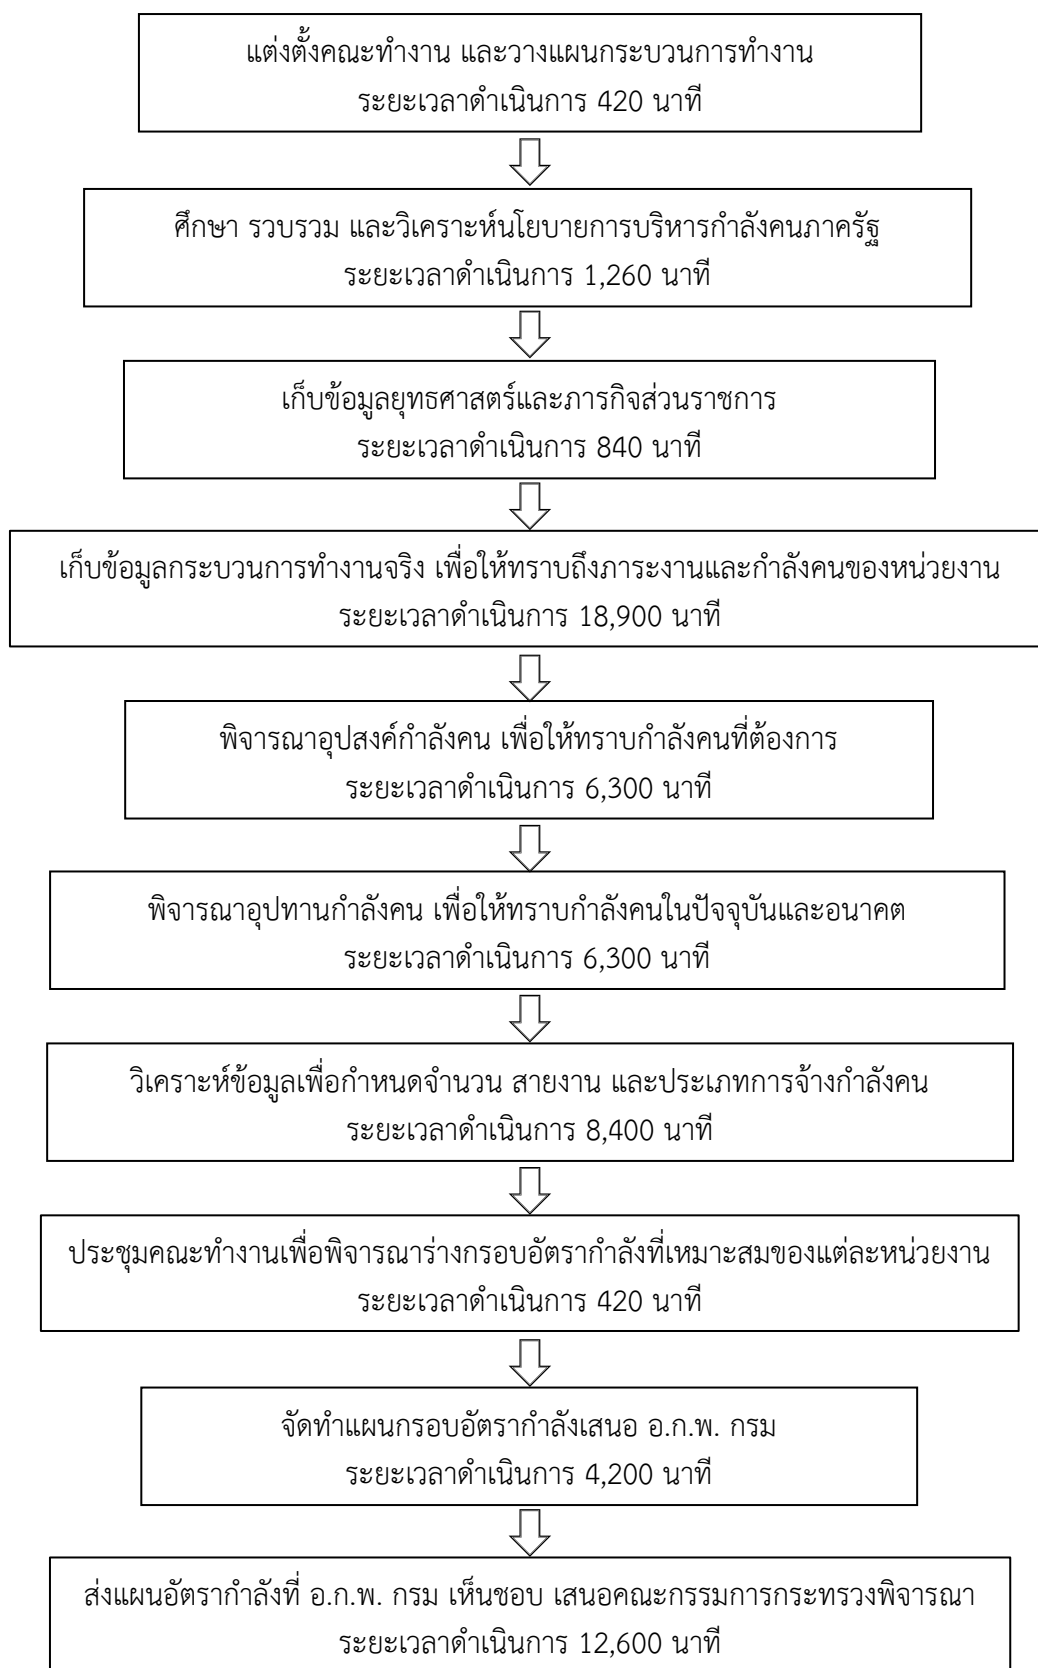 แต่งตั้งคณะทำงาน และวางแผนกระบวนการทำงาน
ระยะเวลาดำเนินการ 420 นาที
ศึกษา รวบรวม และวิเคราะห์นโยบายการบริหารกำลังคนภาครัฐ
ระยะเวลาดำเนินการ 1,260 นาที
เก็บข้อมูลยุทธศาสตร์และภารกิจส่วนราชการ
ระยะเวลาดำเนินการ 840 นาที
เก็บข้อมูลกระบวนการทำงานจริง เพื่อให้ทราบถึงภาระงานและกำลังคนของหน่วยงาน
ระยะเวลาดำเนินการ 18,900 นาที
พิจารณาอุปสงค์กำลังคน เพื่อให้ทราบกำลังคนที่ต้องการ
ระยะเวลาดำเนินการ 6,300 นาที
พิจารณาอุปทานกำลังคน เพื่อให้ทราบกำลังคนในปัจจุบันและอนาคต
ระยะเวลาดำเนินการ 6,300 นาที
วิเคราะห์ข้อมูลเพื่อกำหนดจำนวน สายงาน และประเภทการจ้างกำลังคน
ระยะเวลาดำเนินการ 8,400 นาที
ประชุมคณะทำงานเพื่อพิจารณาร่างกรอบอัตรากำลังที่เหมาะสมของแต่ละหน่วยงาน
ระยะเวลาดำเนินการ 420 นาที
จัดทำแผนกรอบอัตรากำลังเสนอ อ.ก.พ. กรม
ระยะเวลาดำเนินการ 4,200 นาที
ส่งแผนอัตรากำลังที่ อ.ก.พ. กรม เห็นชอบ เสนอคณะกรรมการกระทรวงพิจารณา
ระยะเวลาดำเนินการ 12,600 นาที